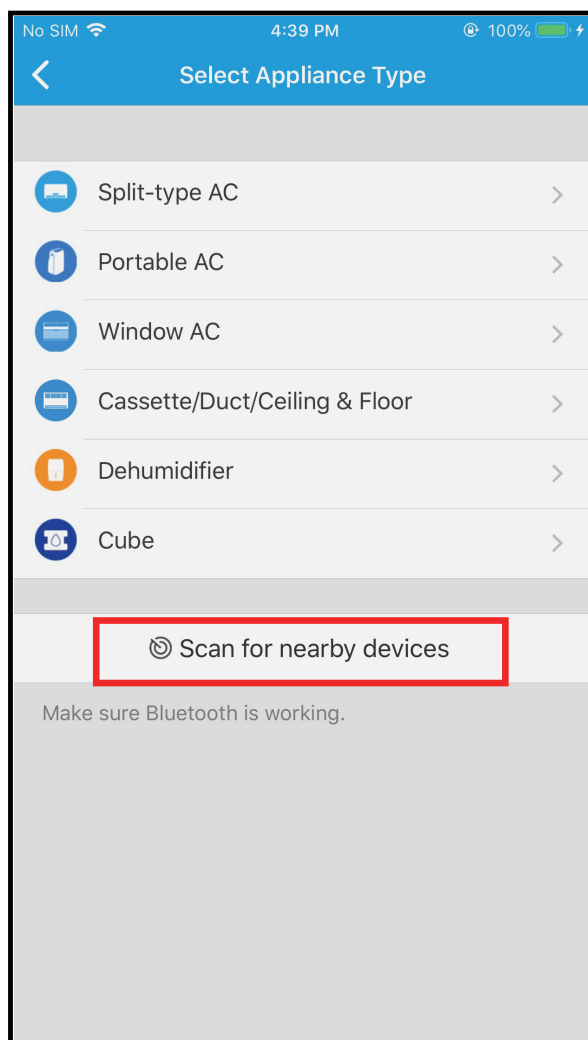 No SIM 4:39 PM 100%
Select Appliance Type
Split-type AC
Portable AC
Window AC
Cassette/Duct/Ceiling & Floor
Dehumidifier
Cube
Scan for nearby devices
Make sure Bluetooth is working.